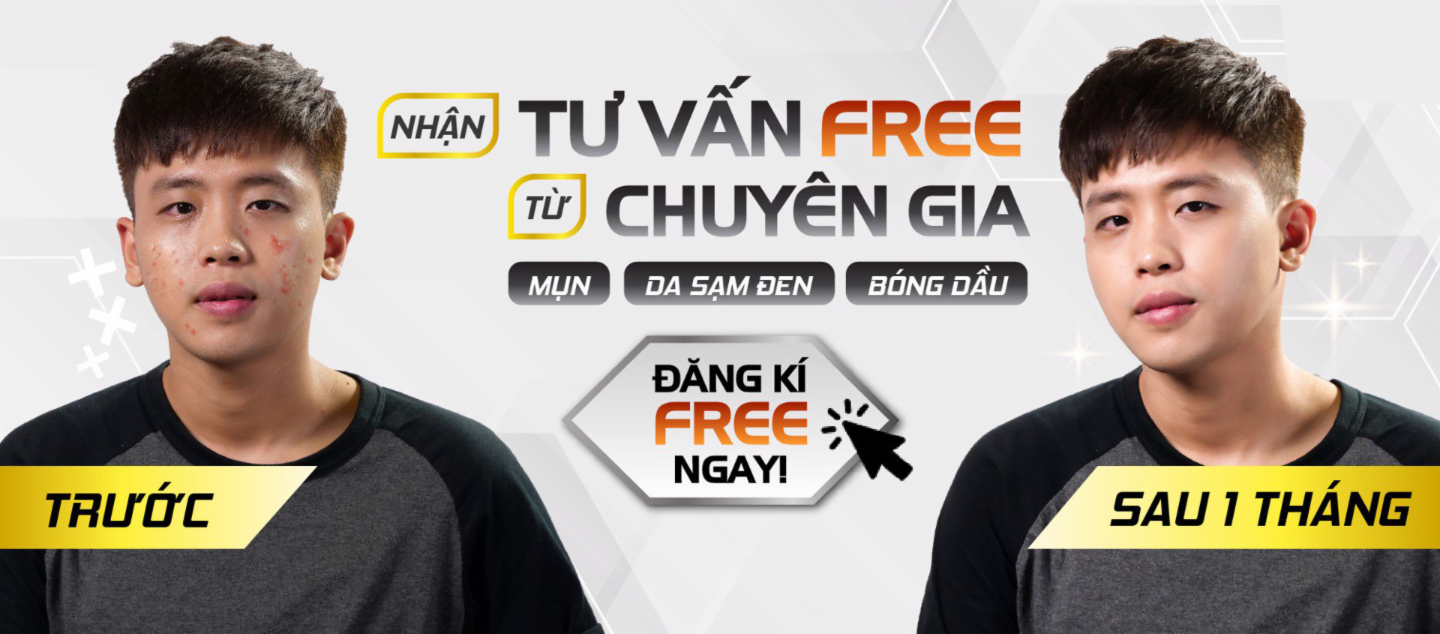 NHẬN TƯ VẤN FREE
TỪ CHUYÊN GIA
MỤN DA SẠM ĐEN BÓNG DẦU
ĐĂNG KÍ
FREE
NGAY!
TRƯỚC
SAU 1 THÁNG